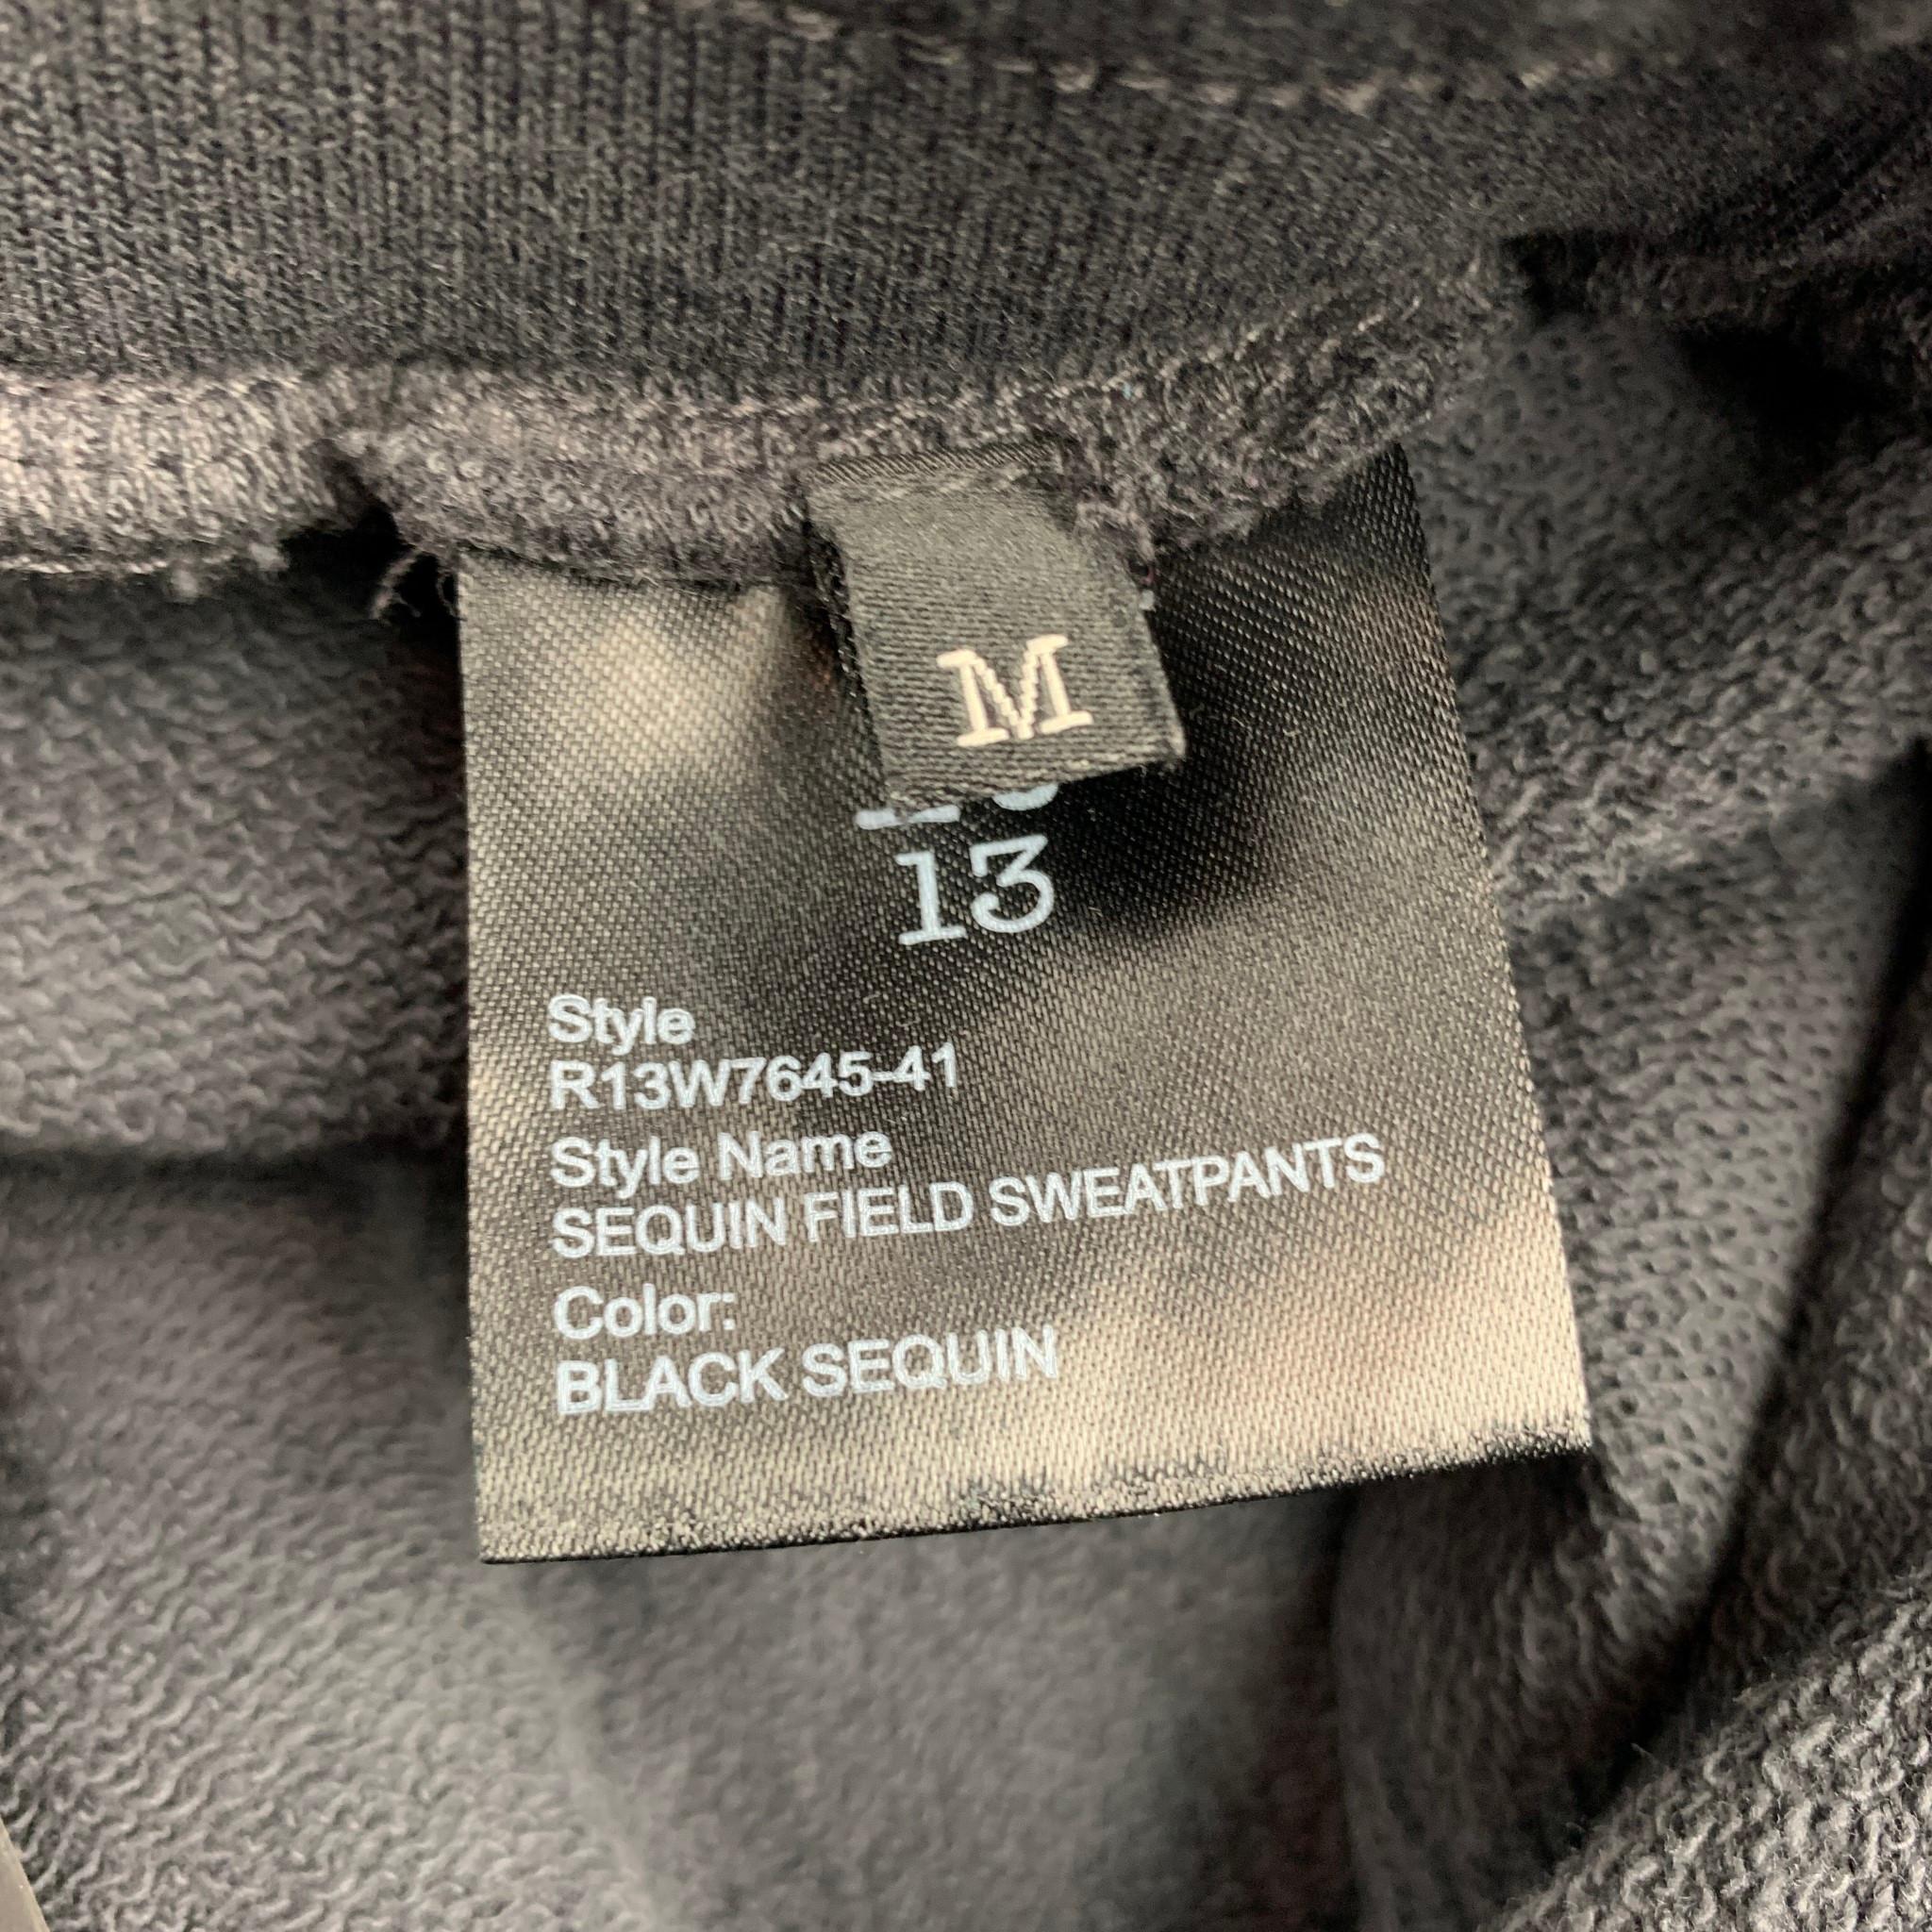 M
13
Style
R13W7645-41
Style Name
SEQUIN FIELD SWEATPANTS
Color:
BLACK SEQUIN